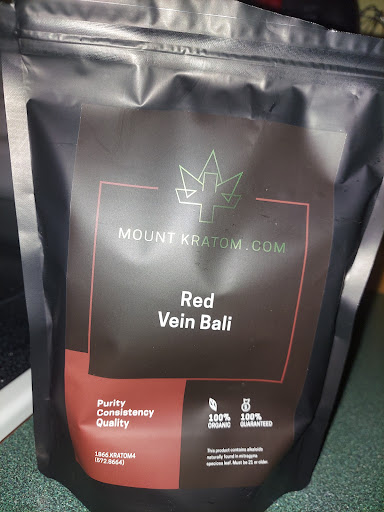 MOUNT KRATOM.COM
Red
Vein Bali
Purity
Consistency
Quality
100%
ORGANIC
100%
GUARANTEED
1.866.KRATOM4
(572.8664)
This product contains alkaloids
naturally found in mitragyna
speciosa leaf. Must be 21 or older.